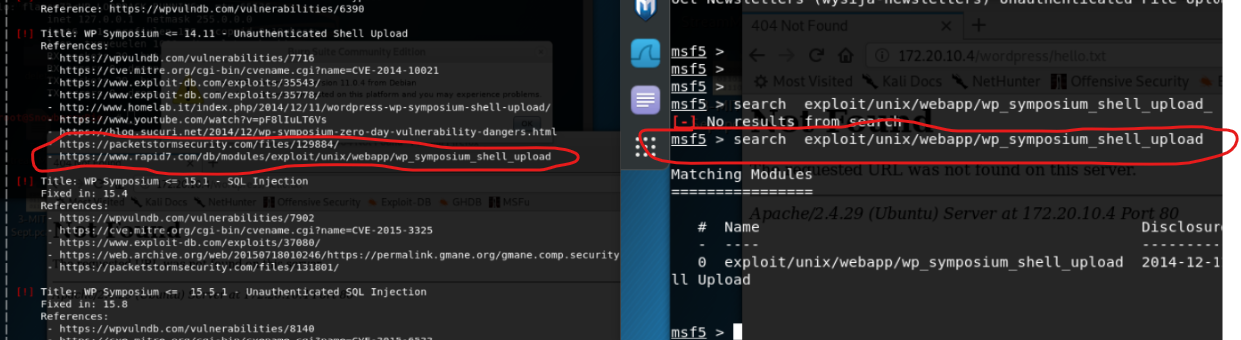 Reference: https://wpvulndb.com/vulnerabilities/6390
[!] Title: WP Symposium <= 14.11 - Unauthenticated Shell Upload
References:
- https://wpvulndb.com/vulnerabilities/7716
- https://cve.mitre.org/cgi-bin/cvename.cgi?name=CVE-2014-10021
- https://www.exploit-db.com/exploits/35543/
- https://www.exploit-db.com/exploits/35778/
- http://www.homelab.it/index.php/2014/12/11/wordpress-wp-symposium-shell-upload/
- https://www.youtube.com/watch?v=pF8lIuLT6Vs
- https://blog.sucuri.net/2014/12/wp-symposium-zero-day-vulnerability-dangers.html
- https://packetstormsecurity.com/files/129884/
- https://www.rapid7.com/db/modules/exploit/unix/webapp/wp_symposium_shell_upload
[!] Title: WP Symposium <= 15.1 - SQL Injection
Fixed in: 15.4
References:
- https://wpvulndb.com/vulnerabilities/7902
- https://cve.mitre.org/cgi-bin/cvename.cgi?name=CVE-2015-3325
- https://www.exploit-db.com/exploits/37080/
- https://web.archive.org/web/20150718010246/https://permalink.gmane.org/gmane.comp.security
- https://packetstormsecurity.com/files/131801/
[!] Title: WP Symposium <= 15.5.1 - Unauthenticated SQL Injection
Fixed in: 15.8
References:
- https://wpvulndb.com/vulnerabilities/8140
404 Not Found
172.20.10.4/wordpress/hello.txt
Most Visited Kali Docs NetHunter Offensive Security
msf5 >
msf5 >
msf5 >
msf5 > search exploit/unix/webapp/wp_symposium_shell_upload_
[-] No results from search
msf5 > search exploit/unix/webapp/wp_symposium_shell_upload
Not Found
uested URL was not found on this server.
Matching Modules
================
Apache/2.4.29 (Ubuntu) Server at 172.20.10.4 Port 80
# Name Disclosure
- ---- ---------
0 exploit/unix/webapp/wp_symposium_shell_upload 2014-12-1
ll Upload
msf5 >